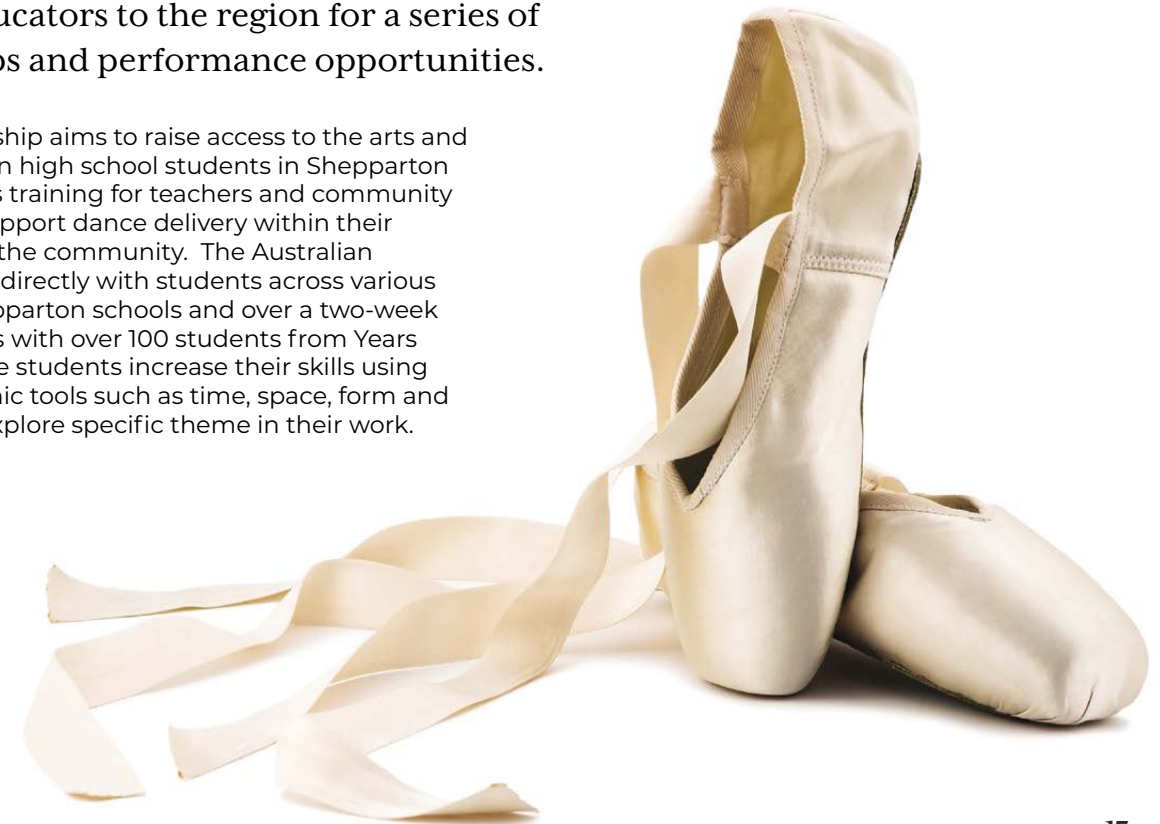 ucators to the region for a series of
os and performance opportunities.
ship aims to raise access to the arts and
n high school students in Shepparton
s training for teachers and community
pport dance delivery within their
the community.  The Australian
directly with students across various
pparton schools and over a two-week
s with over 100 students from Years
e students increase their skills using
nic tools such as time, space, form and
xplore specific theme in their work.